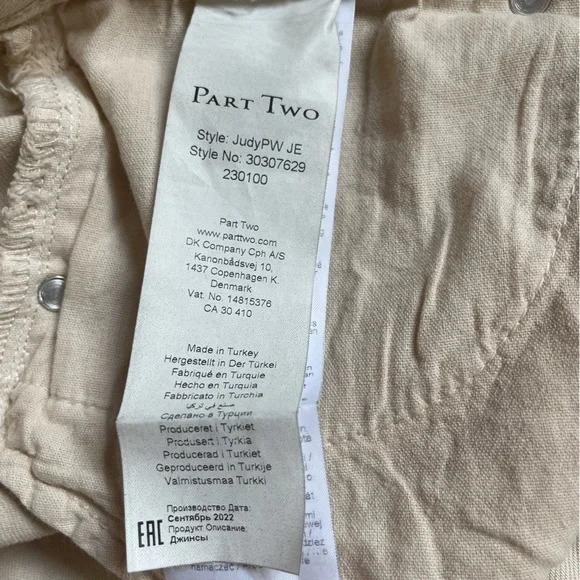 PART TWO
Style: JudyPW JE
Style No: 30307629
230100
Part Two
www.parttwo.com
DK Company Cph A/S
Kanonbådsvej 10,
1437 Copenhagen K.
Denmark
Vat. No. 14815376
CA 30 410
Made in Turkey
Hergestellt in Der Türkei
Fabriqué en Turquie
Hecho en Turquia
Fabbricato in Turchia
صنع في تركيا
Сделано в Турции
Produceret i Tyrkiet
Produsert i Tyrkia
Producerad i Turkiet
Geproduceerd in Turkije
Valmistusmaa Turkki
Производство Дата:
Сентябрь 2022
Продукт Описание:
Джинсы
EAC